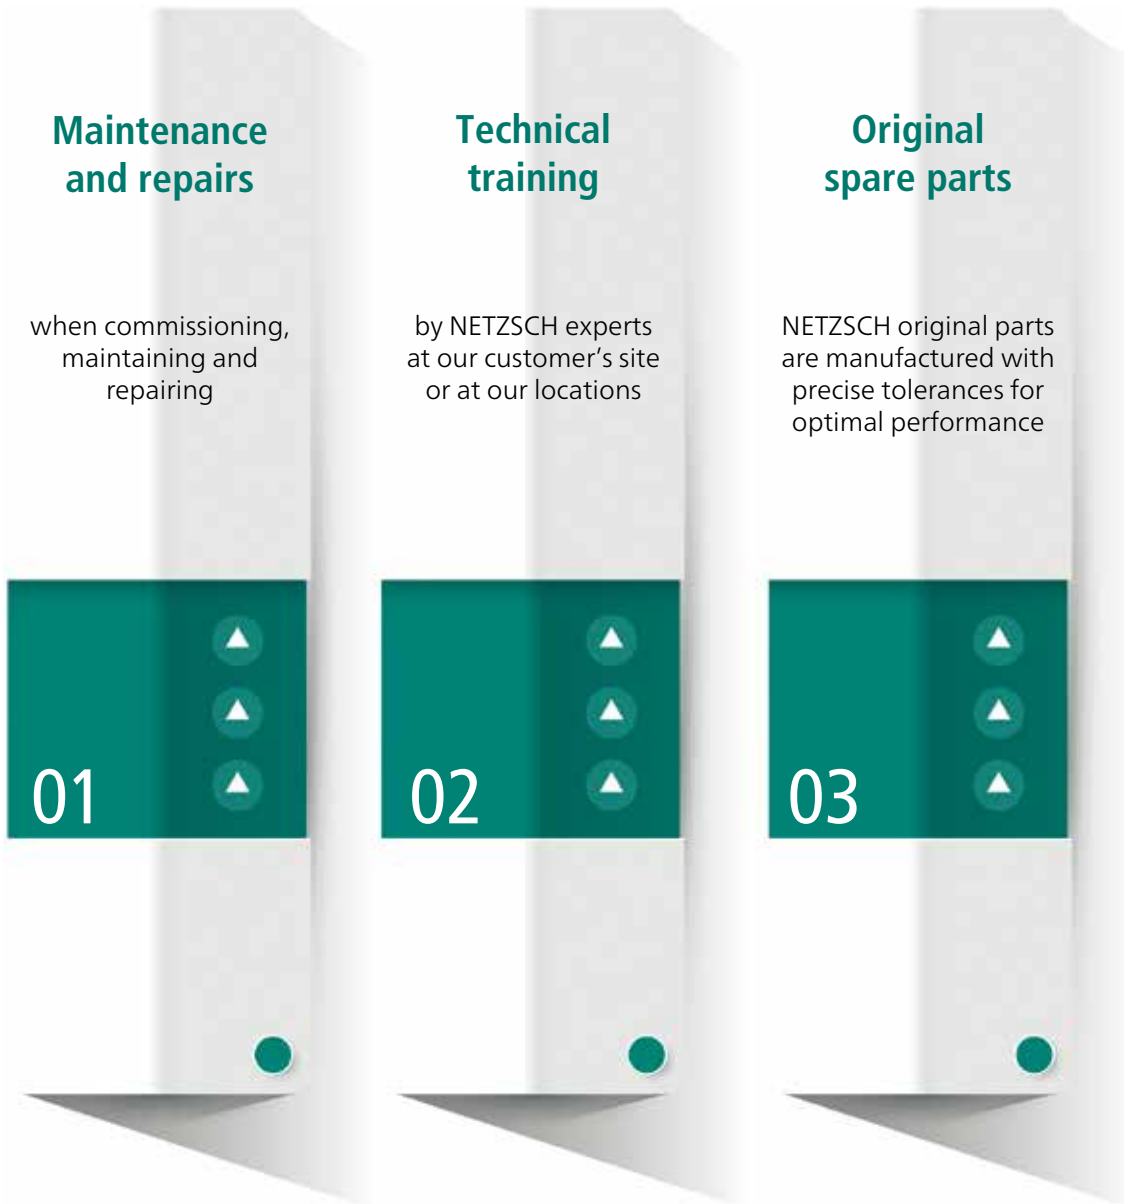 Maintenance
and repairs
when commissioning,
maintaining and
repairing
01
Technical
training
by NETZSCH experts
at our customer’s site
or at our locations
02
Original
spare parts
NETZSCH original parts
are manufactured with
precise tolerances for
optimal performance
03